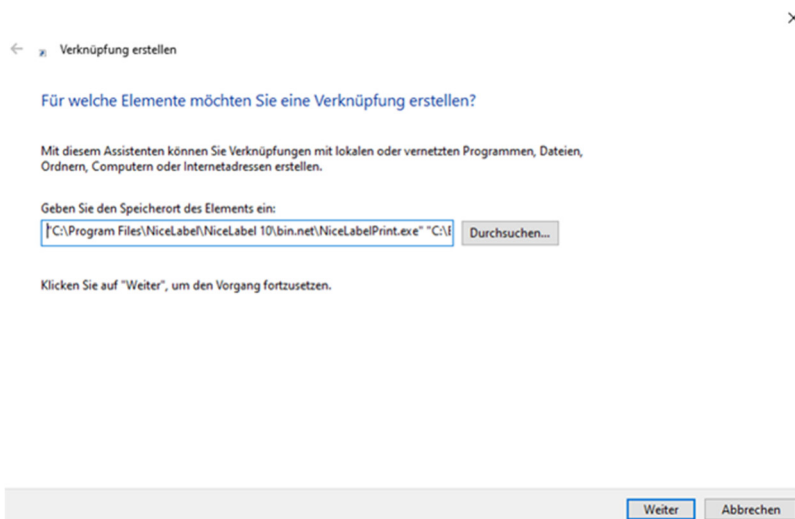 Verknüpfung erstellen
Für welche Elemente möchten Sie eine Verknüpfung erstellen?
Mit diesem Assistenten können Sie Verknüpfungen mit lokalen oder vernetzten Programmen, Dateien,
Ordnern, Computern oder Internetadressen erstellen.
Geben Sie den Speicherort des Elements ein:
"C:\Program Files\NiceLabel\NiceLabel 10\bin.net\NiceLabelPrint.exe" "C:\
Durchsuchen...
Klicken Sie auf "Weiter", um den Vorgang fortzusetzen.
Weiter
Abbrechen